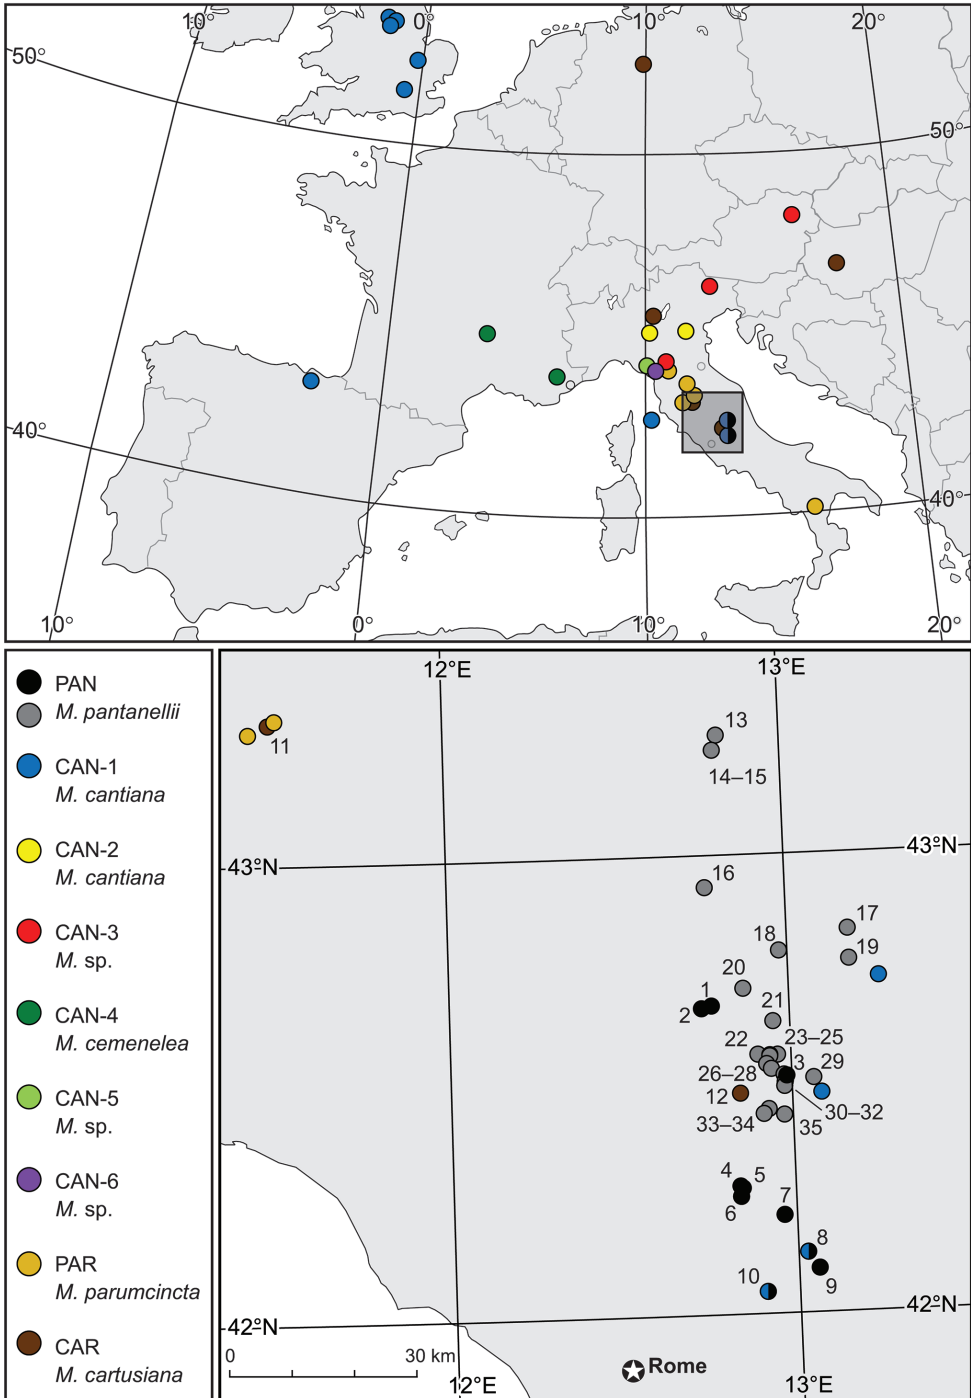 10°
0°
10°
20°
50°
50°
40°
40°
10°
0°
10°
20°
PAN
M. pantanellii
CAN-1
M. cantiana
CAN-2
M. cantiana
CAN-3
M. sp.
CAN-4
M. cemenelea
CAN-5
M. sp.
CAN-6
M. sp.
PAR
M. parumcincta
CAR
M. cartusiana
12°E
13°E
11
13
14–15
43°N
43°N
16
17
18
19
20
1
2
21
22
23–25
3
29
26–28
12
30–32
33–34
35
4
5
6
7
8
9
10
42°N
42°N
0
30 km
Rome
12°E
13°E